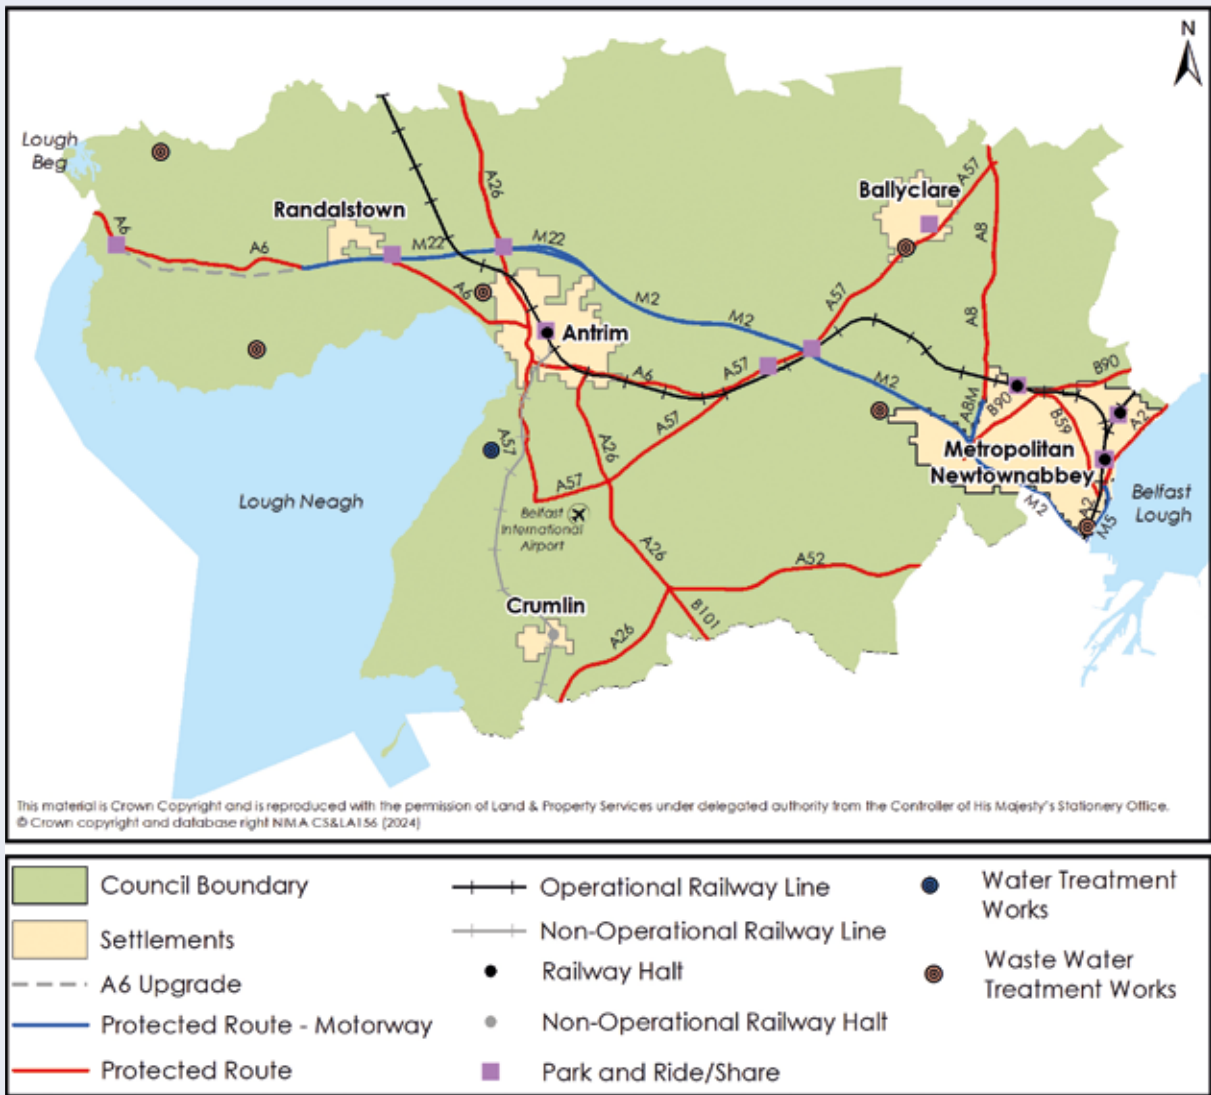 N
Lough
Beg
Randalstown
Ballyclare
A57
A26
A6
A6
M22
M22
A8
A6
M2
M2
A57
A8
Antrim
A6
A57
M2
B90
A8M
B90
B59
A2
A57
A26
A57
Metropolitan
Newtownabbey
Lough Neagh
A57
Belfast
International
Airport
M2
A2
M5
Belfast
Lough
A26
A52
Crumlin
B101
A26
This material is Crown Copyright and is reproduced with the permission of Land & Property Services under delegated authority from the Controller of His Majesty's Stationery Office.
© Crown copyright and database right NIMA CS&LA156 (2024)
Council Boundary
Settlements
A6 Upgrade
Protected Route - Motorway
Protected Route
Operational Railway Line
Non-Operational Railway Line
Railway Halt
Non-Operational Railway Halt
Park and Ride/Share
Water Treatment
Works
Waste Water
Treatment Works